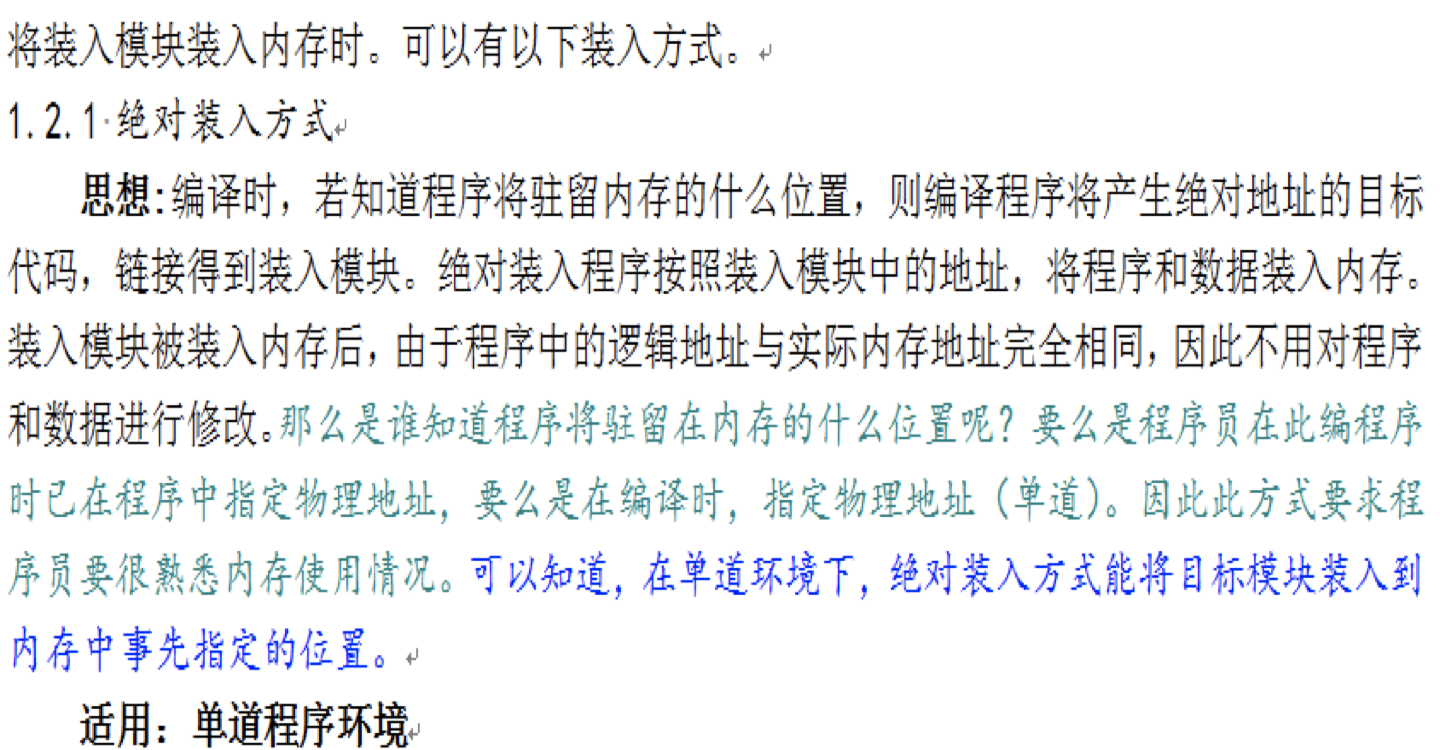 将装入模块装入内存时。可以有以下装入方式。
1.2.1 绝对装入方式
思想:编译时，若知道程序将驻留内存的什么位置，则编译程序将产生绝对地址的目标
代码，链接得到装入模块。绝对装入程序按照装入模块中的地址，将程序和数据装入内存。
装入模块被装入内存后，由于程序中的逻辑地址与实际内存地址完全相同，因此不用对程序
和数据进行修改。那么是谁知道程序将驻留在内存的什么位置呢？要么是程序员在此编程序
时已在程序中指定物理地址，要么是在编译时，指定物理地址（单道）。因此此方式要求程
序员要很熟悉内存使用情况。可以知道，在单道环境下，绝对装入方式能将目标模块装入到
内存中事先指定的位置。
适用：单道程序环境